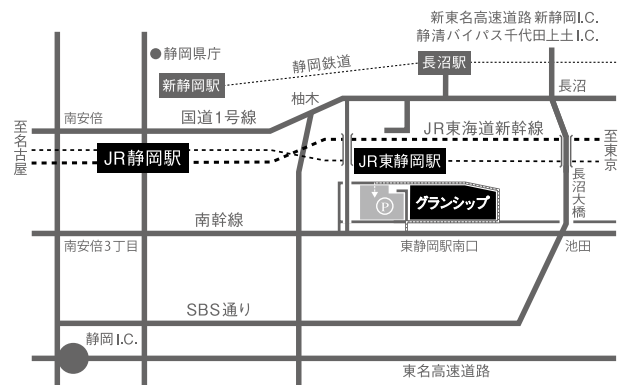 新東名高速道路 新静岡I.C.
静清バイパス千代田上土I.C.
静岡県庁
静岡鉄道
長沼駅
新静岡駅
柚木
長沼
南安倍
国道1号線
JR東海道新幹線
至名古屋
JR静岡駅
JR東静岡駅
至東京
長沼大橋
P
グランシップ
南幹線
南安倍3丁目
東静岡駅南口
池田
SBS通り
静岡I.C.
東名高速道路